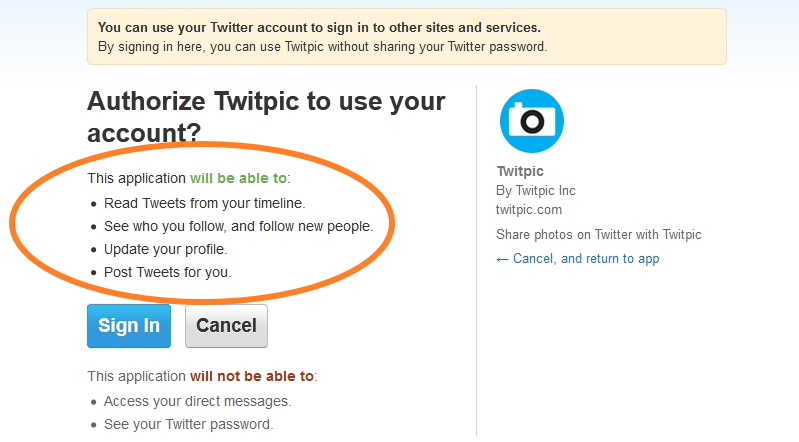 You can use your Twitter account to sign in to other sites and services.
By signing in here, you can use Twitpic without sharing your Twitter password.
Authorize Twitpic to use your
account?
This application will be able to:
• Read Tweets from your timeline.
• See who you follow, and follow new people.
• Update your profile.
• Post Tweets for you.
Sign In
Cancel
This application will not be able to:
• Access your direct messages.
• See your Twitter password.
Twitpic
By Twitpic Inc
twitpic.com
Share photos on Twitter with Twitpic
← Cancel, and return to app